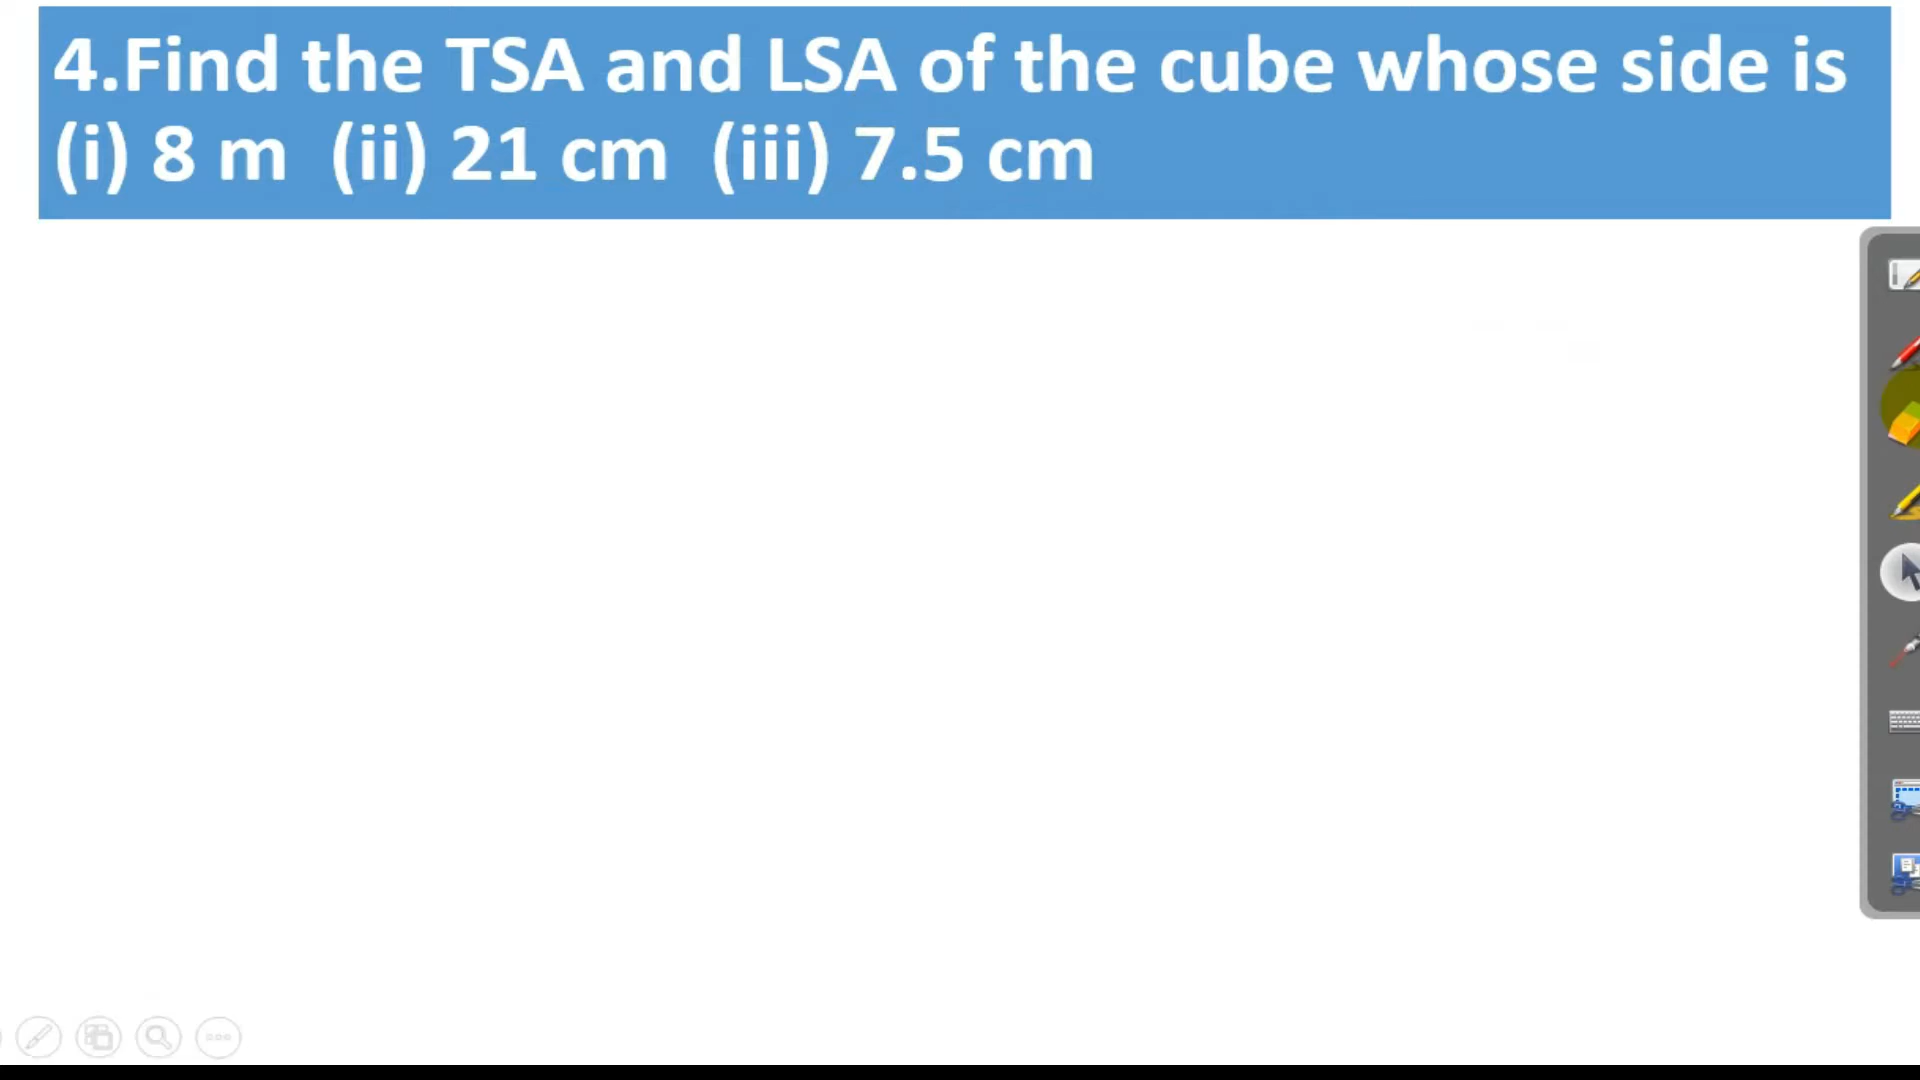 4.Find the TSA and LSA of the cube whose side is
(i) 8 m (ii) 21 cm (iii) 7.5 cm